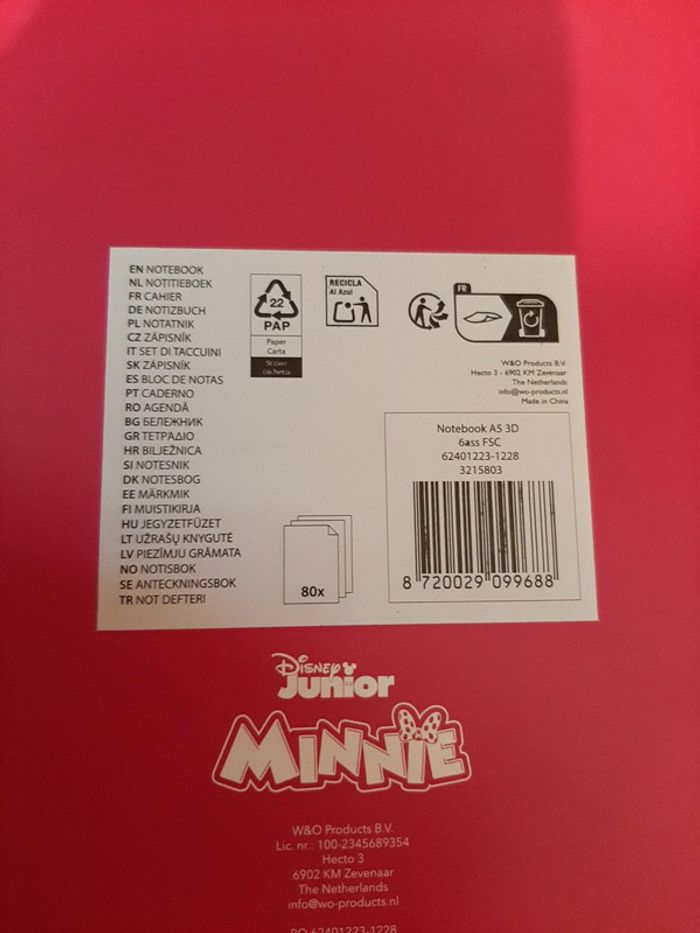 EN NOTEBOOK
NL NOTITIEBOEK
FR CAHIER
DE NOTIZBUCH
PL NOTATNIK
CZ ZÁPISNÍK
IT SET DI TACCUINI
SK ZÁPISNÍK
ES BLOC DE NOTAS
PT CADERNO
RO AGENDĂ
BG БЕЛЕЖНИК
GR ΤΕΤΡΆΔΙΟ
HR BILJEŽNICA
SI NOTESNIK
DK NOTESBOG
EE MÄRKMIK
FI MUISTIKIRJA
HU JEGYZETFÜZET
LT UŽRAŠŲ KNYGUTĖ
LV PIEZĪMJU GRĀMATA
NO NOTISBOK
SE ANTECKNINGSBOK
TR NOT DEFTERI
22
PAP
Paper
Carta
RECICLA
Al Azul
FR
W&O Products B.V.
Hecto 3 - 6902 KM Zevenaar
The Netherlands
info@wo-products.nl
Made in China
Notebook A5 3D
6ass FSC
62401223-1228
3215803
8 720029 099688
80x
Disney
Junior
MINNIE
W&O Products B.V.
Lic. nr.: 100-2345689354
Hecto 3
6902 KM Zevenaar
The Netherlands
info@wo-products.nl
PO 62401223-1228